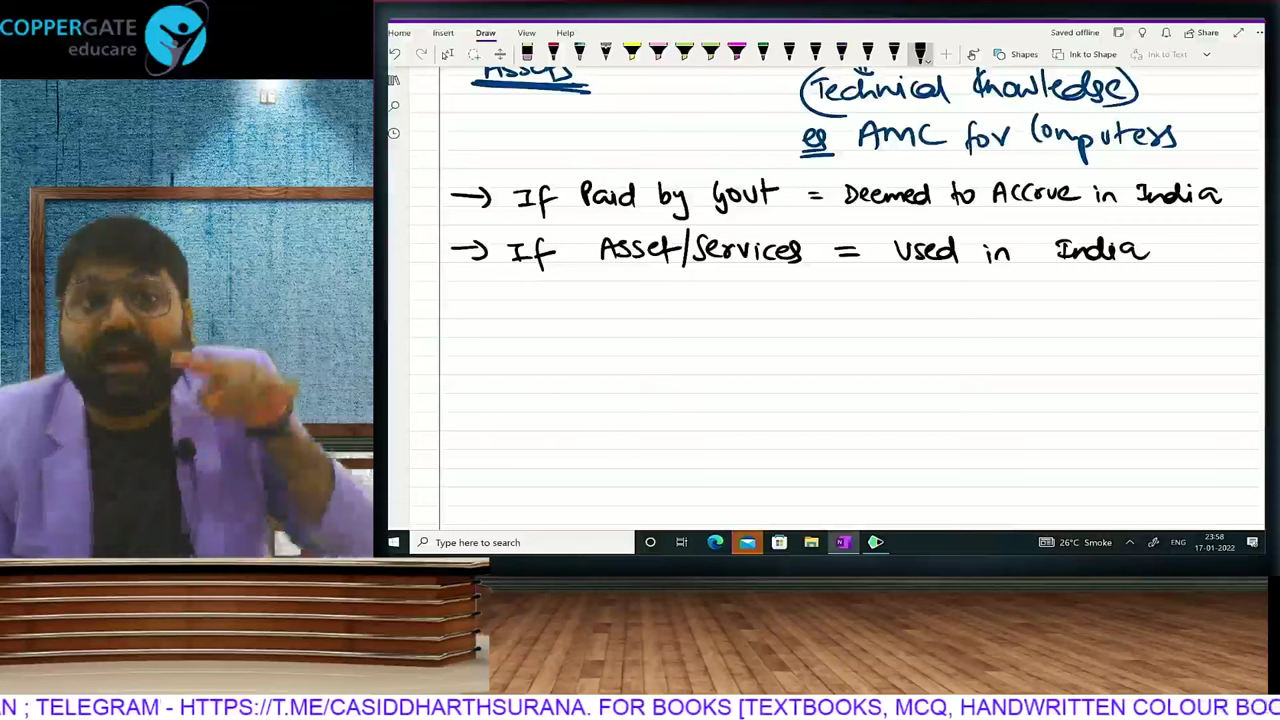 COPPERGATE
educare
Home Insert Draw View Help
Saved offline
Share
Shapes
Ink to Shape
Ink to Text
Assets
(Technical Knowledge)
eg AMC for Computers
→ If Paid by Govt = Deemed to Accrue in India
→ If Asset/Services = Used in India
Type here to search
26°C Smoke
ENG
23:58
17-01-2022
AN ; TELEGRAM - HTTPS://T.ME/CASIDDHARTHSURANA. FOR BOOKS [TEXTBOOKS, MCQ, HANDWRITTEN COLOUR BOO